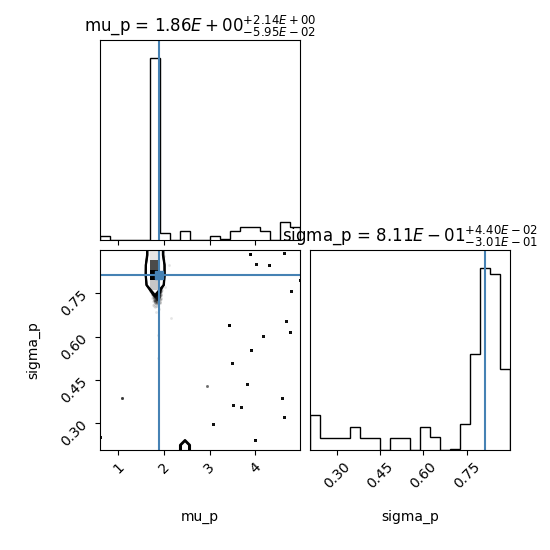 mu_p = 1.86E + 00+2.14E + 00
−5.95E − 02
sigma_p = 8.11E − 01+4.40E − 02
−3.01E − 01
sigma_p
0.75
0.60
0.45
0.30
1 2 3 4
mu_p
0.30 0.45 0.60 0.75
sigma_p